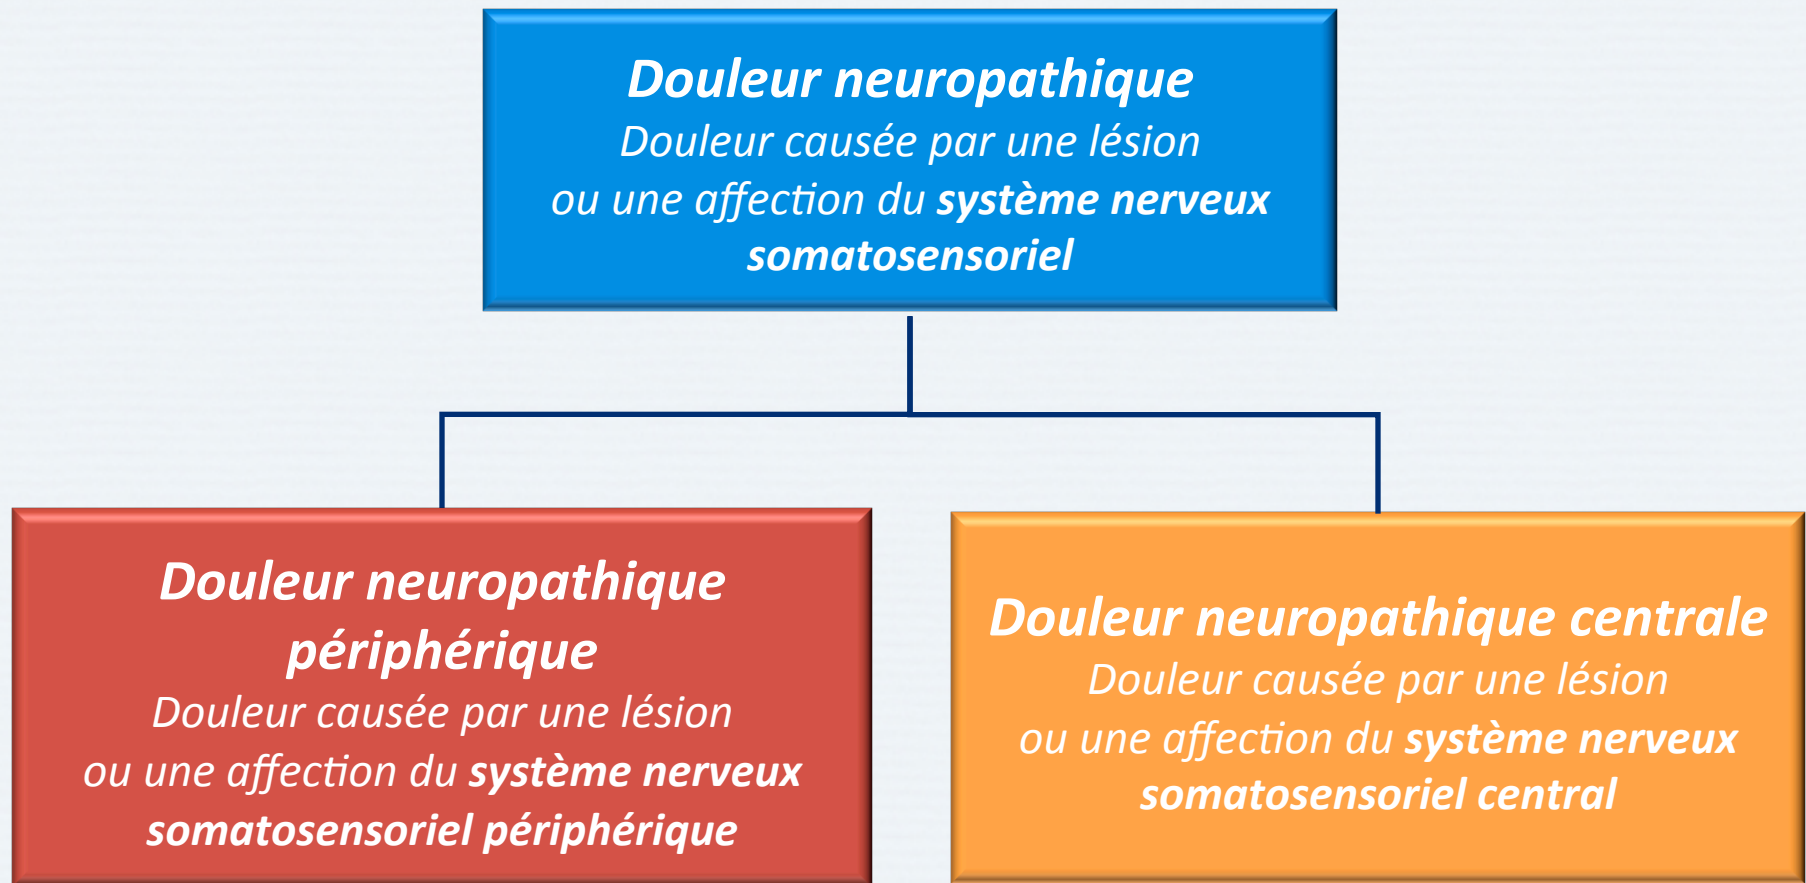 Douleur neuropathique
Douleur causée par une lésion
ou une affection du système nerveux
somatosensoriel
Douleur neuropathique
périphérique
Douleur causée par une lésion
ou une affection du système nerveux
somatosensoriel périphérique
Douleur neuropathique centrale
Douleur causée par une lésion
ou une affection du système nerveux
somatosensoriel central